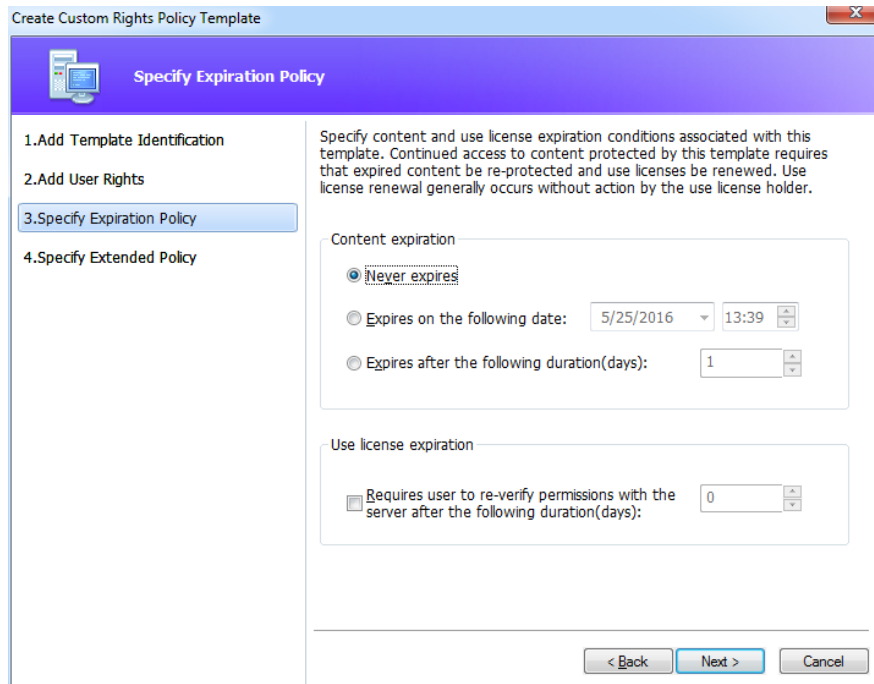 Create Custom Rights Policy Template
X
Specify Expiration Policy
1.Add Template Identification
2.Add User Rights
3.Specify Expiration Policy
4.Specify Extended Policy
Specify content and use license expiration conditions associated with this
template. Continued access to content protected by this template requires
that expired content be re-protected and use licenses be renewed. Use
license renewal generally occurs without action by the use license holder.
Content expiration
Never expires
Expires on the following date: 5/25/2016 13:39
Expires after the following duration(days): 1
Use license expiration
Requires user to re-verify permissions with the
server after the following duration(days): 0
< Back Next > Cancel